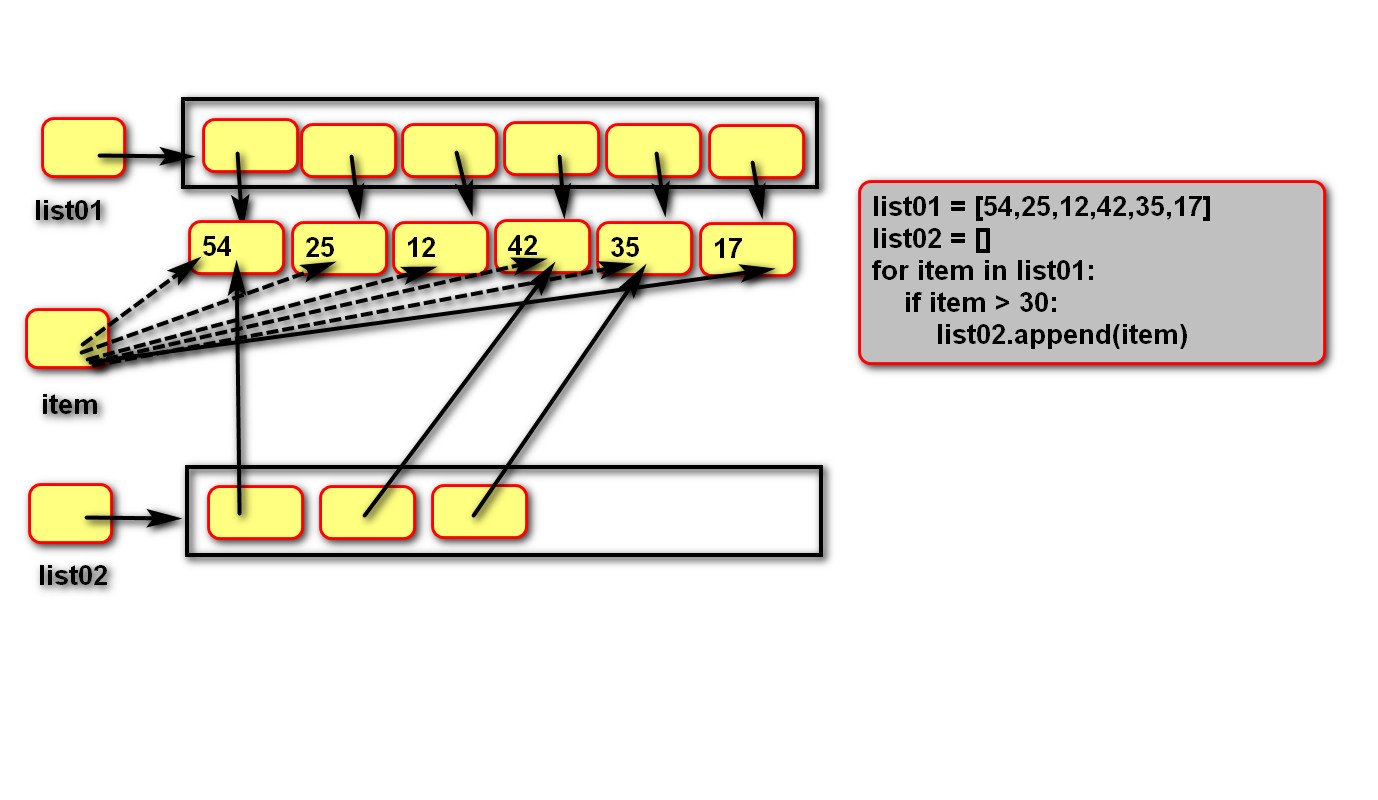 list01
54
25
12
42
35
17
item
list02
list01 = [54,25,12,42,35,17]
list02 = []
for item in list01:
    if item > 30:
        list02.append(item)